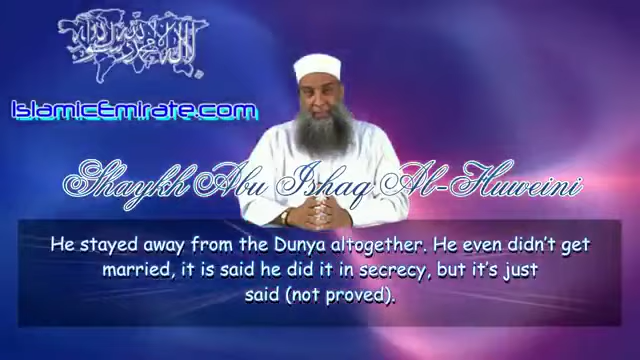 IslamicEmirate.com
Shaykh Abu Ishaq Al-Huweini
He stayed away from the Dunya altogether. He even didn't get
married, it is said he did it in secrecy, but it's just
said (not proved).